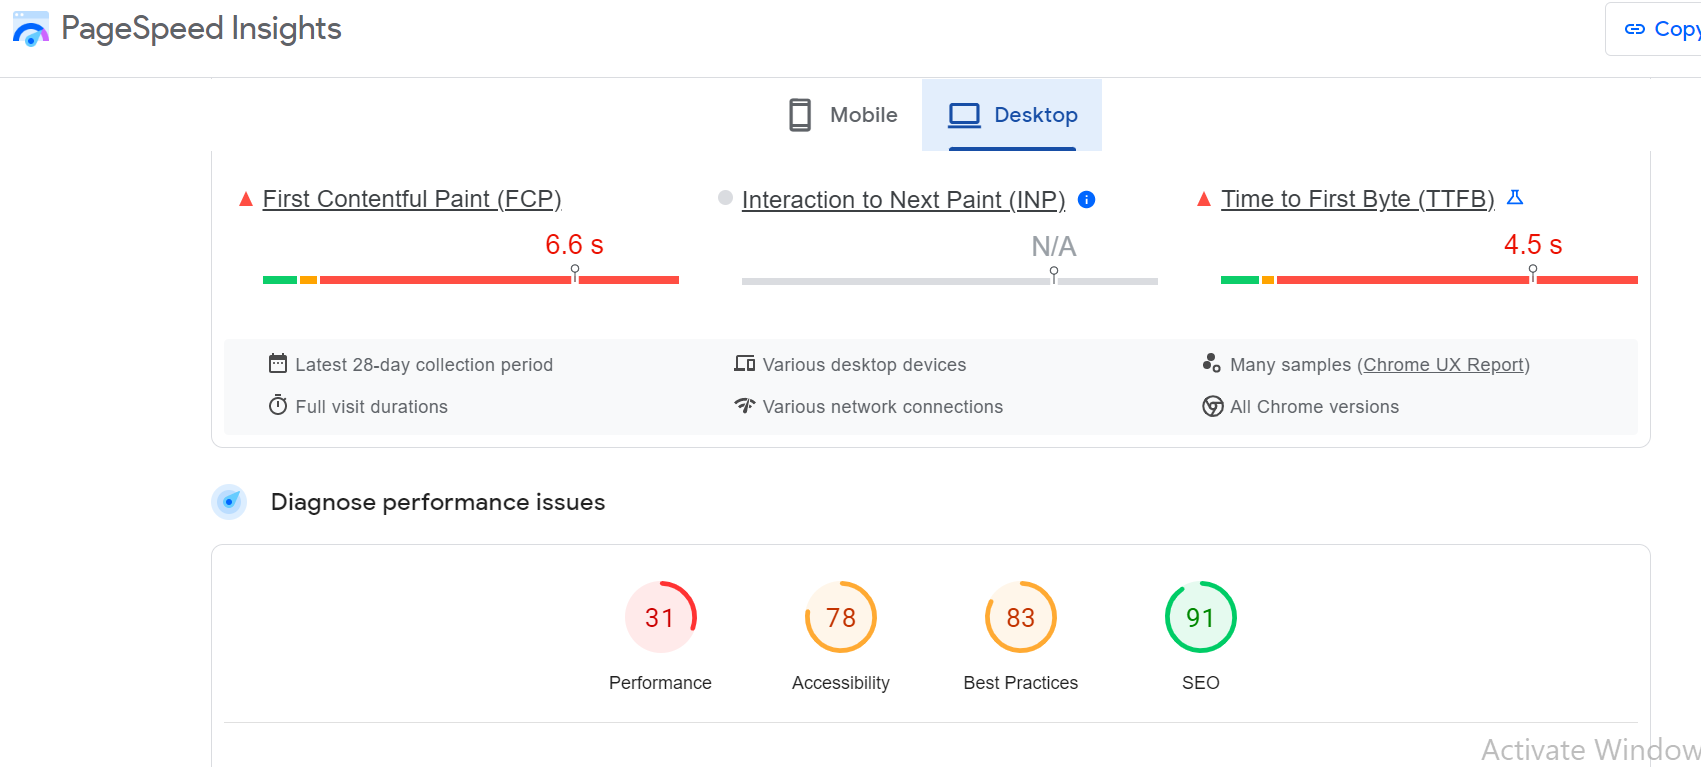 PageSpeed Insights
Copy
Mobile
Desktop
First Contentful Paint (FCP)
6.6 s
Interaction to Next Paint (INP)
N/A
Time to First Byte (TTFB)
4.5 s
Latest 28-day collection period
Various desktop devices
Many samples (Chrome UX Report)
Full visit durations
Various network connections
All Chrome versions
Diagnose performance issues
31
Performance
78
Accessibility
83
Best Practices
91
SEO
Activate Window